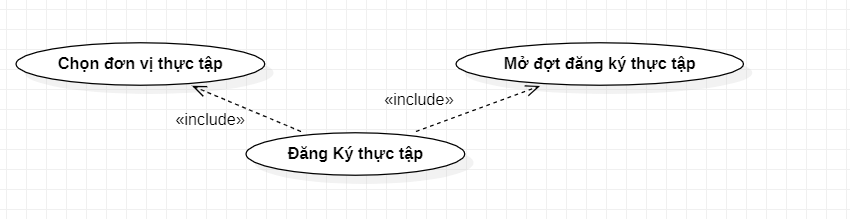 Chọn đơn vị thực tập
Mở đợt đăng ký thực tập
«include»
«include»
Đăng Ký thực tập